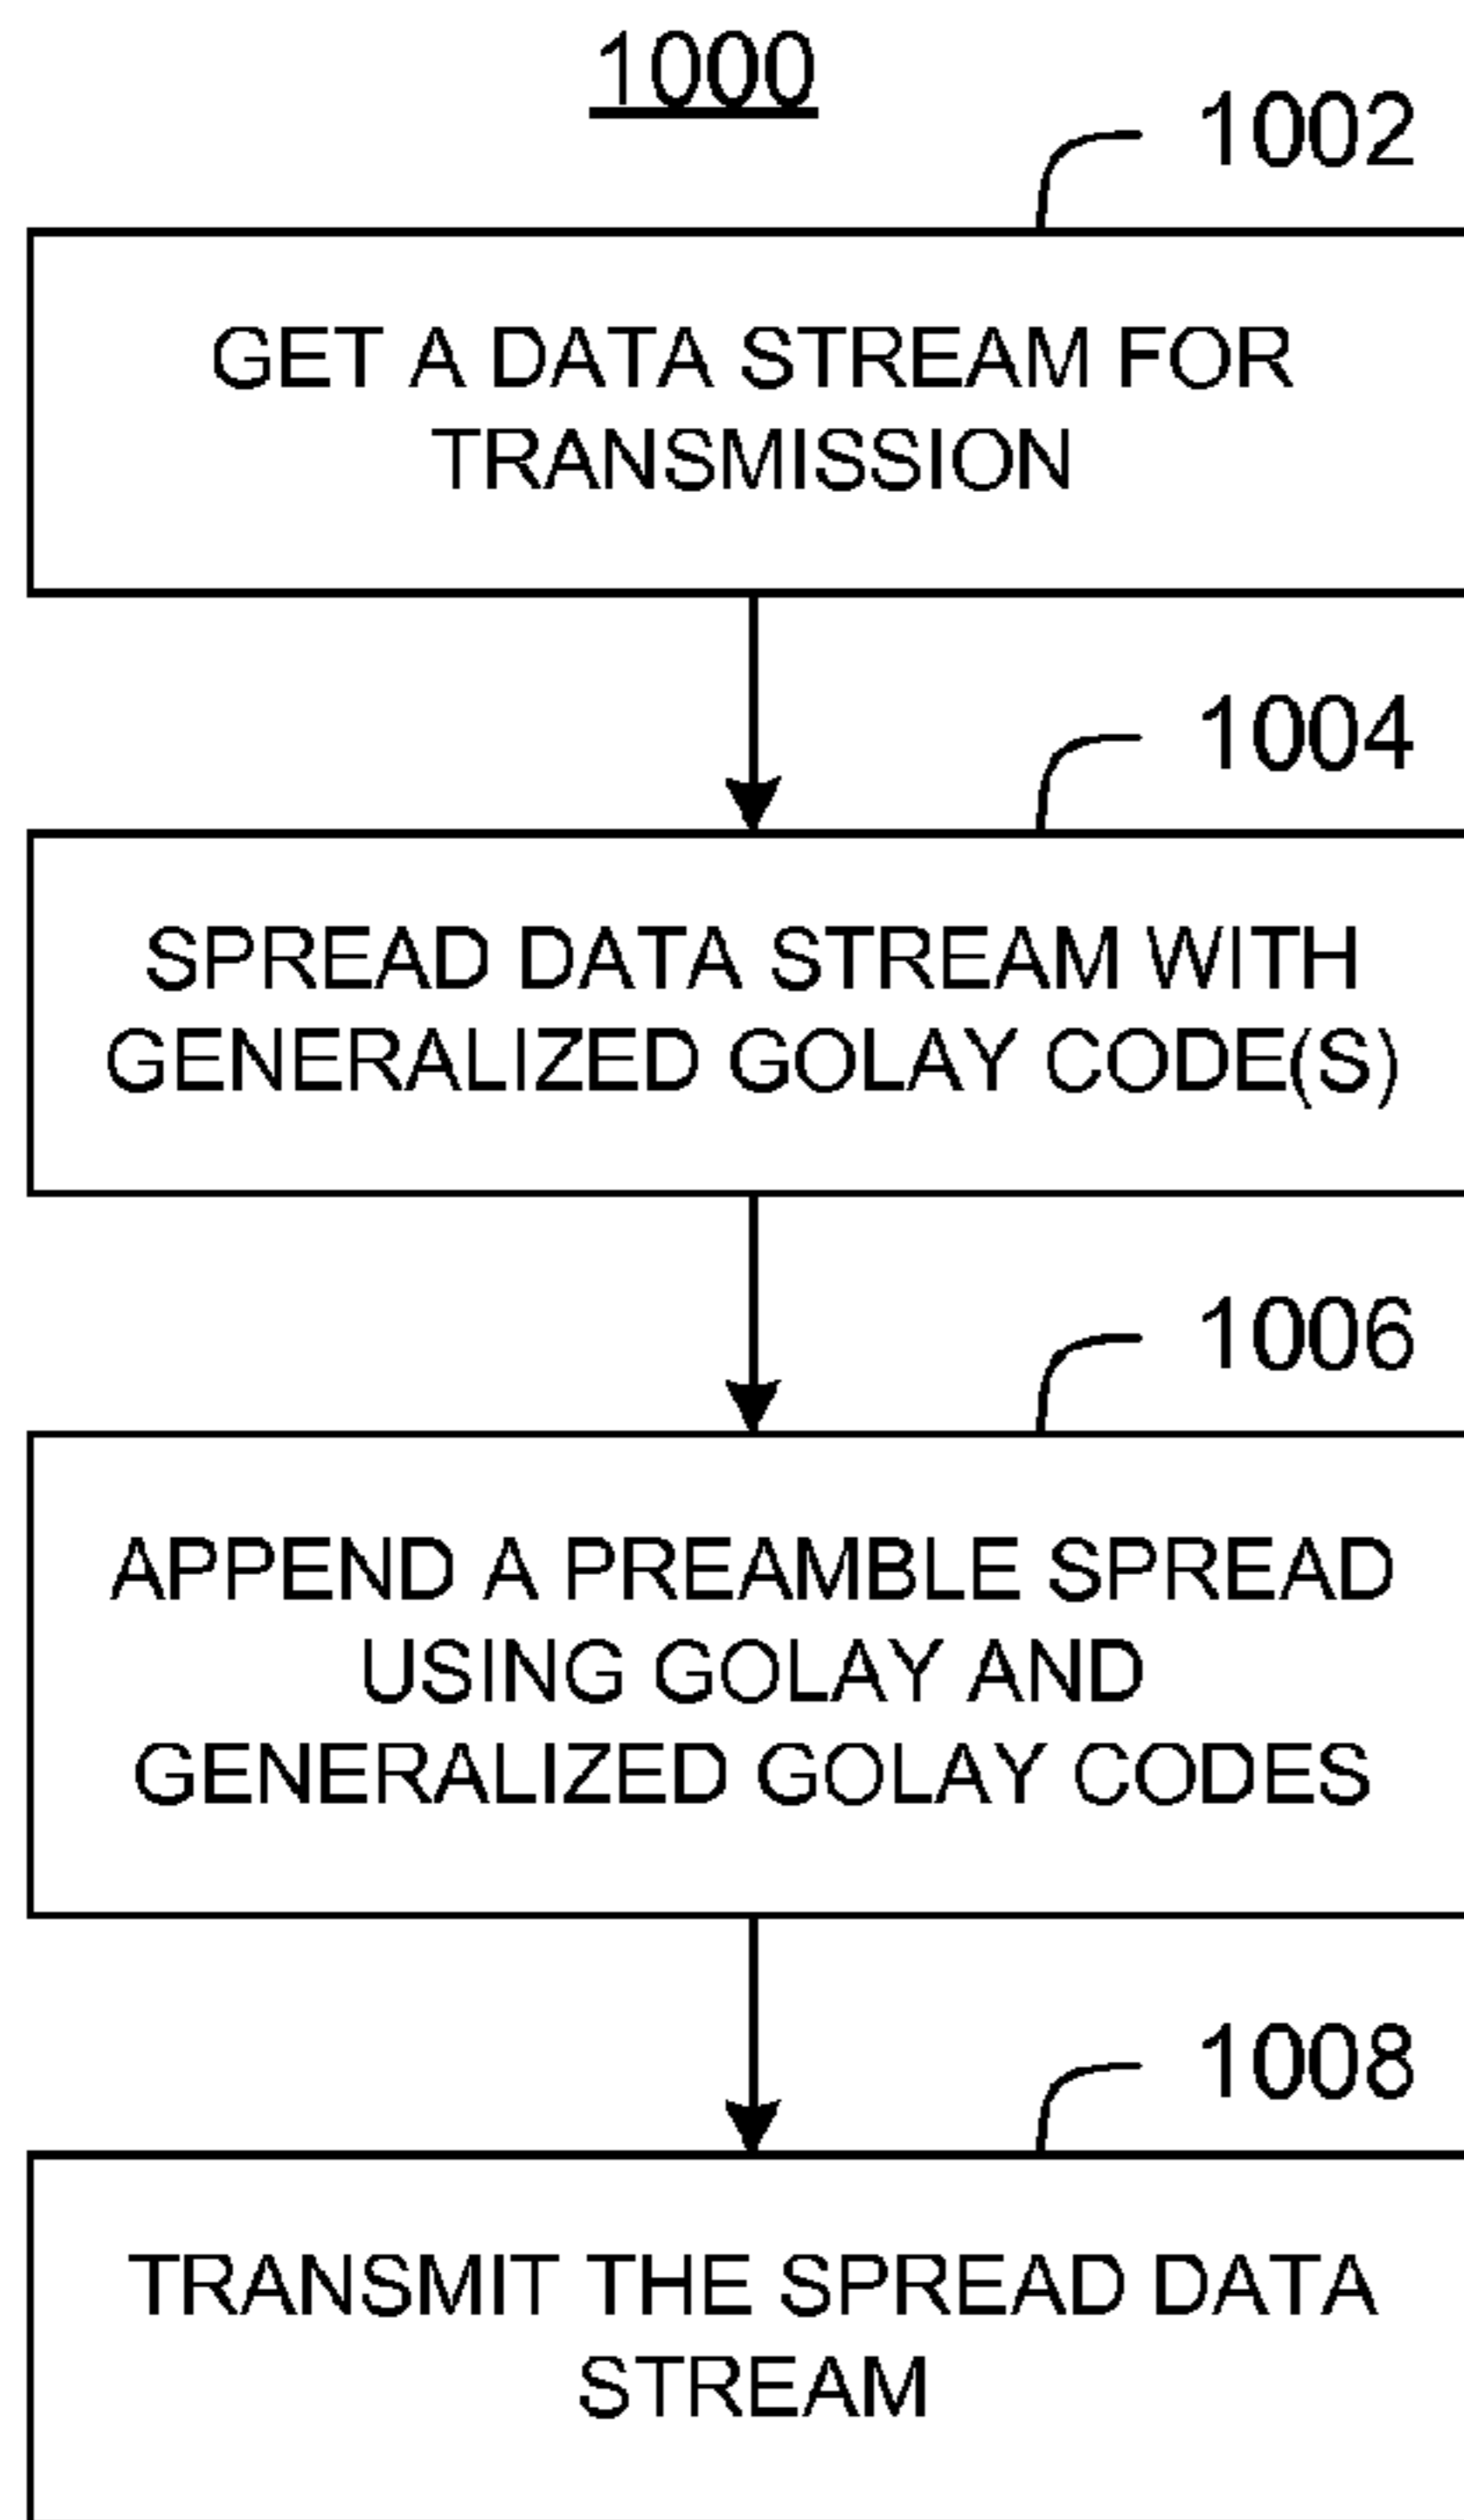 1000
1002
GET A DATA STREAM FOR
TRANSMISSION
1004
SPREAD DATA STREAM WITH
GENERALIZED GOLAY CODE(S)
1006
APPEND A PREAMBLE SPREAD
USING GOLAY AND
GENERALIZED GOLAY CODES
1008
TRANSMIT THE SPREAD DATA
STREAM